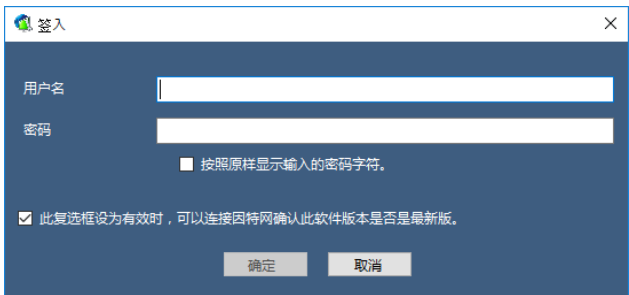 签入
用户名
密码
按照原样显示输入的密码字符。
此复选框设为有效时，可以连接因特网确认此软件版本是否是最新版。
确定 取消